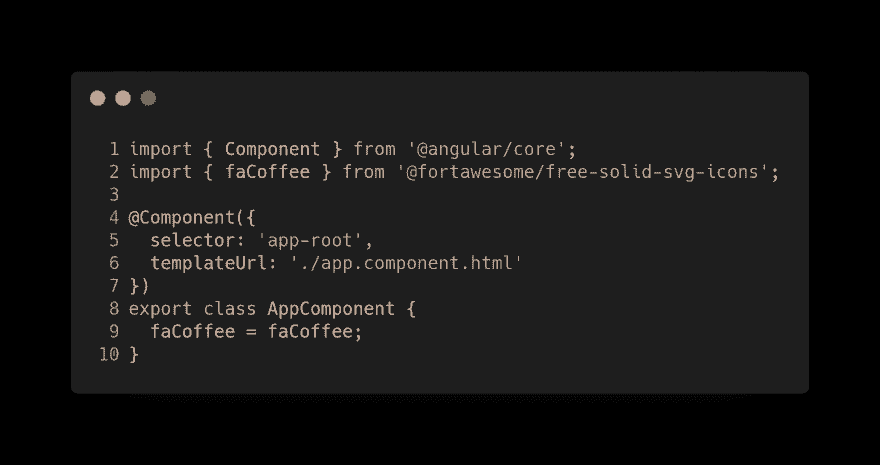 1 import { Component } from '@angular/core';
2 import { faCoffee } from '@fortawesome/free-solid-svg-icons';
3
4 @Component({
5   selector: 'app-root',
6   templateUrl: './app.component.html'
7 })
8 export class AppComponent {
9   faCoffee = faCoffee;
10 }